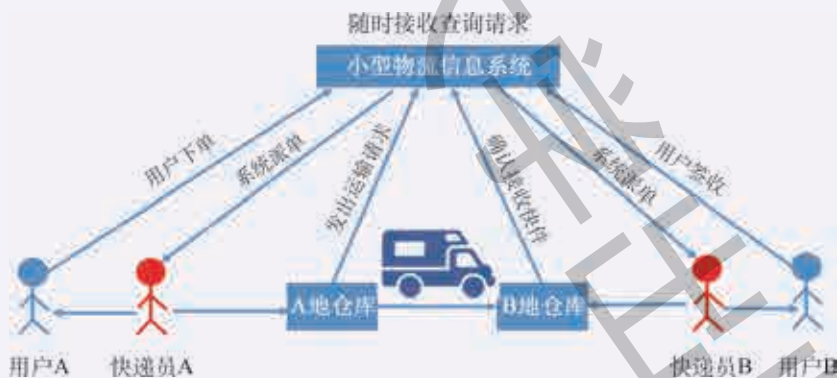 随时接收查询请求
小型物流信息系统
用户下单
系统派单
发出运输请求
确认接收快件
系统派单
用户签收
A地仓库
B地仓库
用户A
快递员A
快递员B
用户B